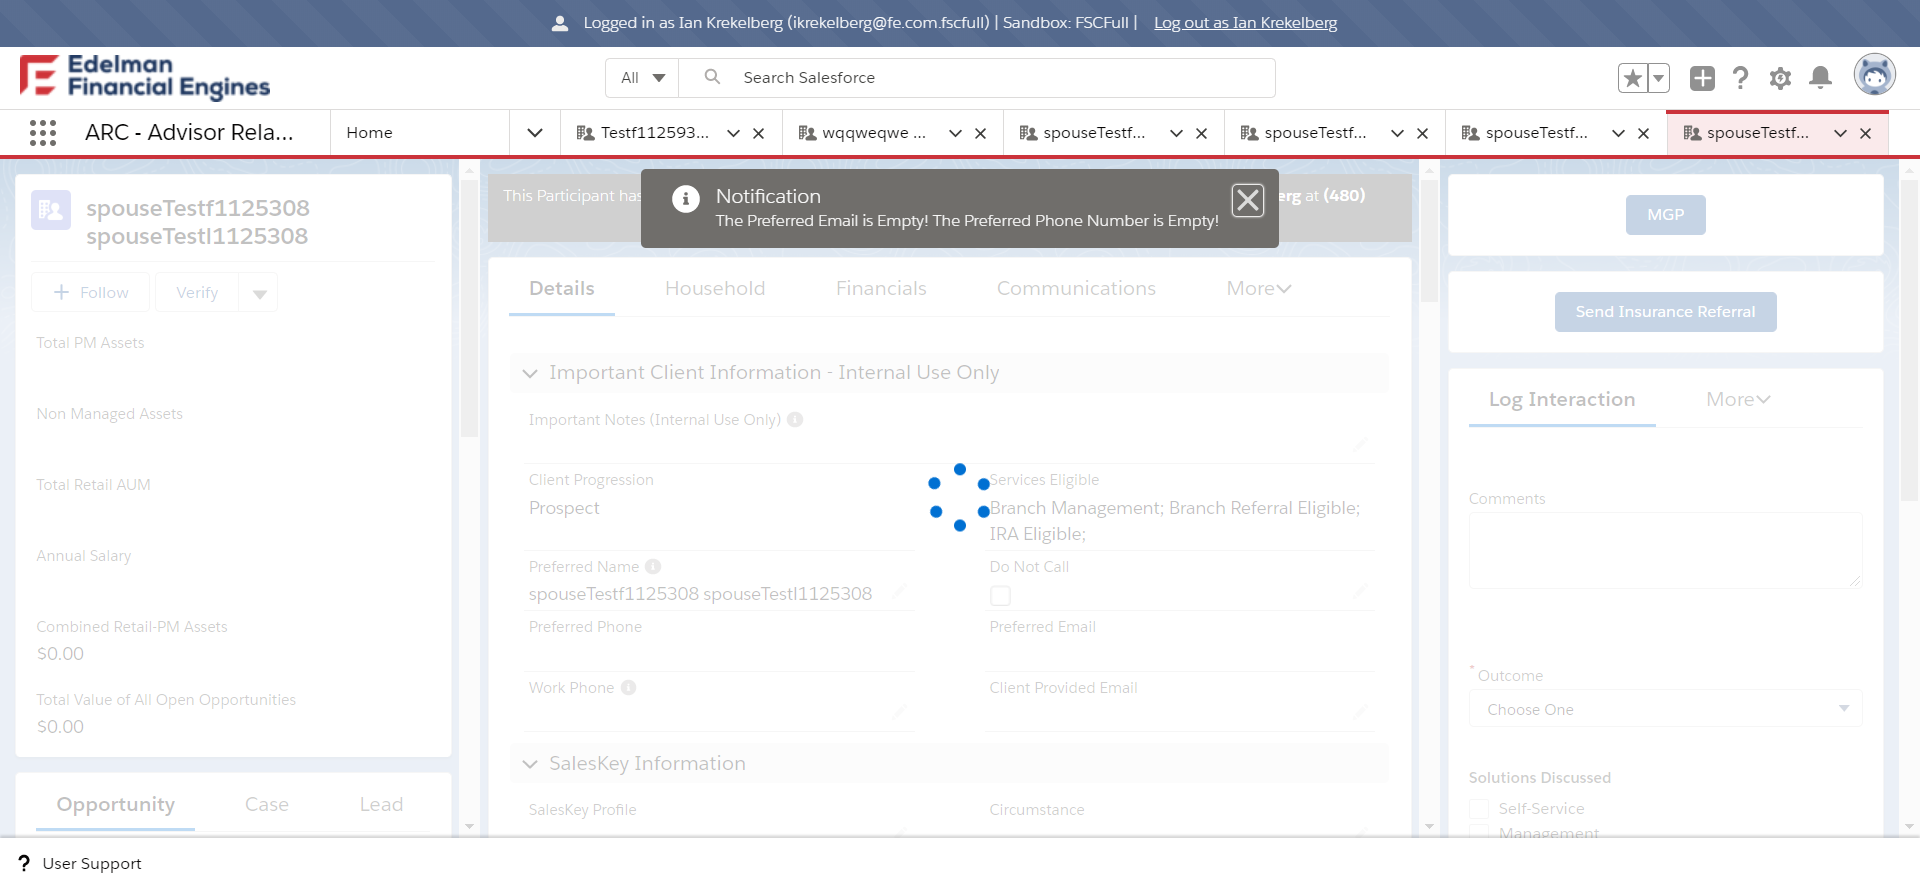 Logged in as Ian Krekelberg (ikrekelberg@fe.com.fscfull) | Sandbox: FSCFull | Log out as Ian Krekelberg
Edelman
Financial Engines
All
Search Salesforce
ARC - Advisor Rela...
Home
Testf112593...
wqqweqwe ...
spouseTestf...
spouseTestf...
spouseTestf...
spouseTestf...
spouseTestf1125308
spouseTestl1125308
Follow
Verify
Total PM Assets
Non Managed Assets
Total Retail AUM
Annual Salary
Combined Retail-PM Assets
$0.00
Total Value of All Open Opportunities
$0.00
Opportunity
Case
Lead
This Participant has
erg at (480)
Notification
The Preferred Email is Empty! The Preferred Phone Number is Empty!
Details
Household
Financials
Communications
More
Important Client Information - Internal Use Only
Important Notes (Internal Use Only)
Client Progression
Prospect
Services Eligible
Branch Management; Branch Referral Eligible;
IRA Eligible;
Preferred Name
spouseTestf1125308 spouseTestl1125308
Do Not Call
Preferred Phone
Preferred Email
Work Phone
Client Provided Email
SalesKey Information
SalesKey Profile
Circumstance
MGP
Send Insurance Referral
Log Interaction
More
Comments
* Outcome
Choose One
Solutions Discussed
Self-Service
Management
? User Support